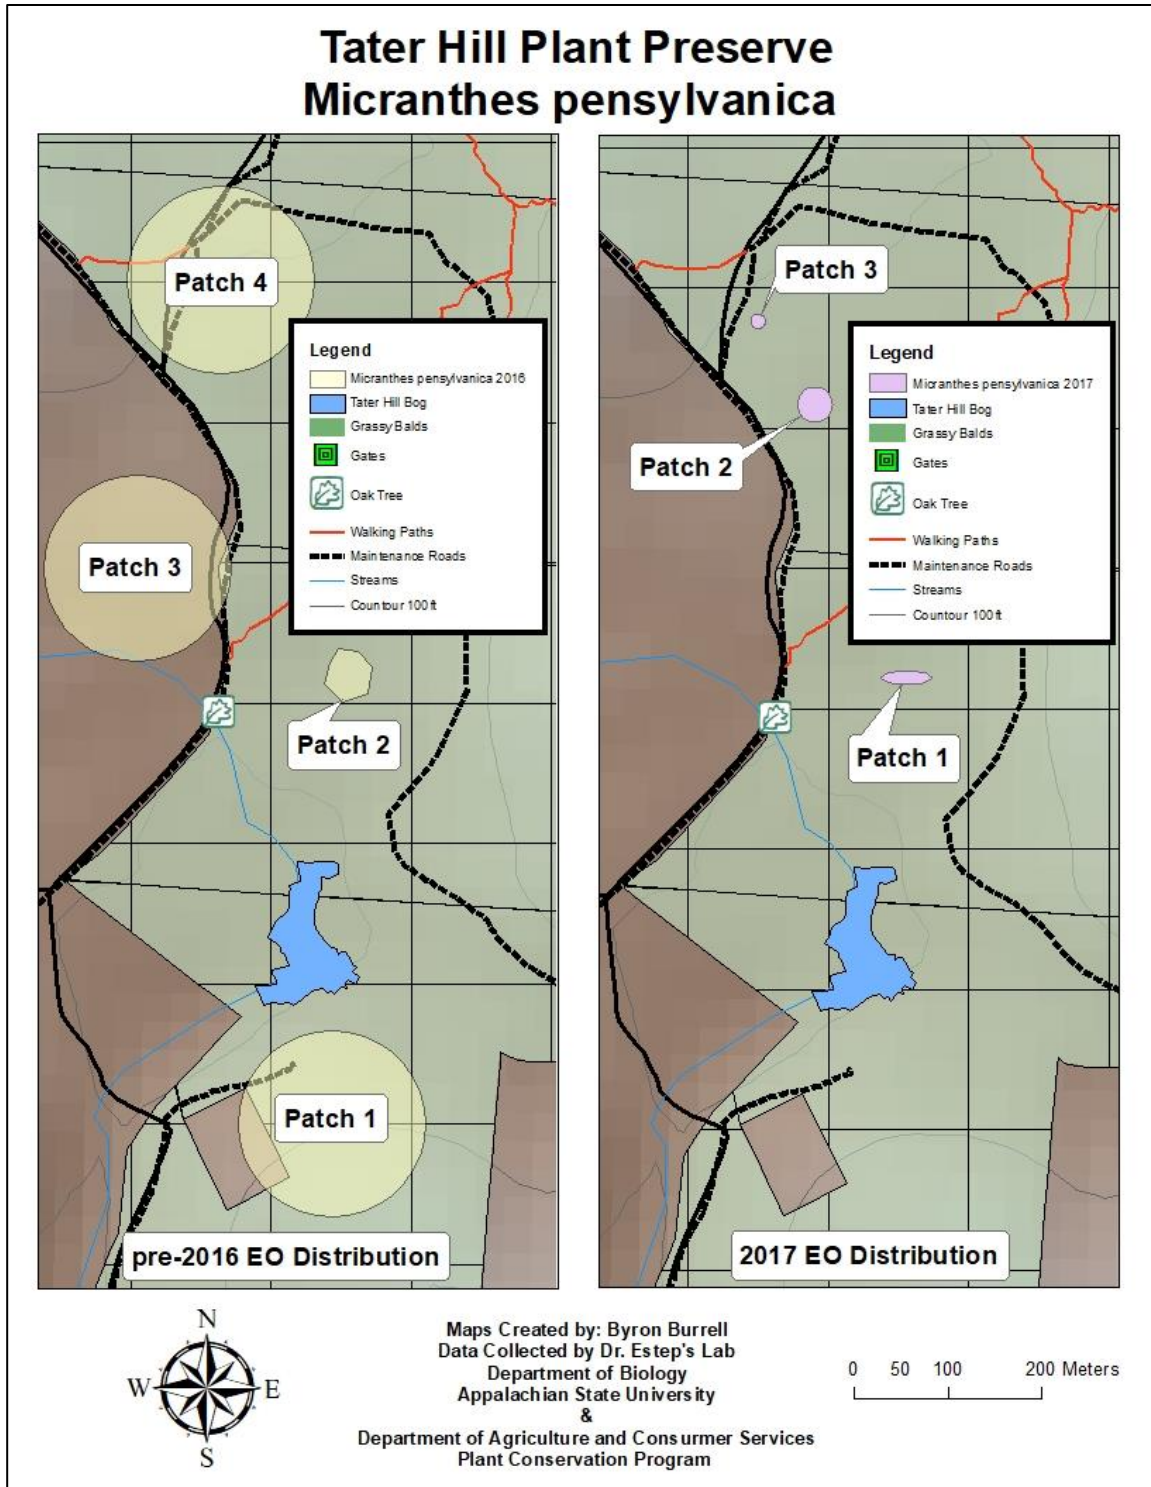 Tater Hill Plant Preserve
Micranthes pensylvanica
Patch 4
Legend
Micranthes pensylvanica 2016
Tater Hill Bog
Grassy Balds
Gates
Oak Tree
Walking Paths
Maintenance Roads
Streams
Countour 100ft
Patch 3
Patch 2
Patch 1
pre-2016 EO Distribution
Patch 3
Legend
Micranthes pensylvanica 2017
Tater Hill Bog
Grassy Balds
Gates
Oak Tree
Walking Paths
Maintenance Roads
Streams
Countour 100ft
Patch 2
Patch 1
2017 EO Distribution
N
W E
S
Maps Created by: Byron Burrell
Data Collected by Dr. Estep's Lab
Department of Biology
Appalachian State University
&
Department of Agriculture and Consurmer Services
Plant Conservation Program
0 50 100 200 Meters